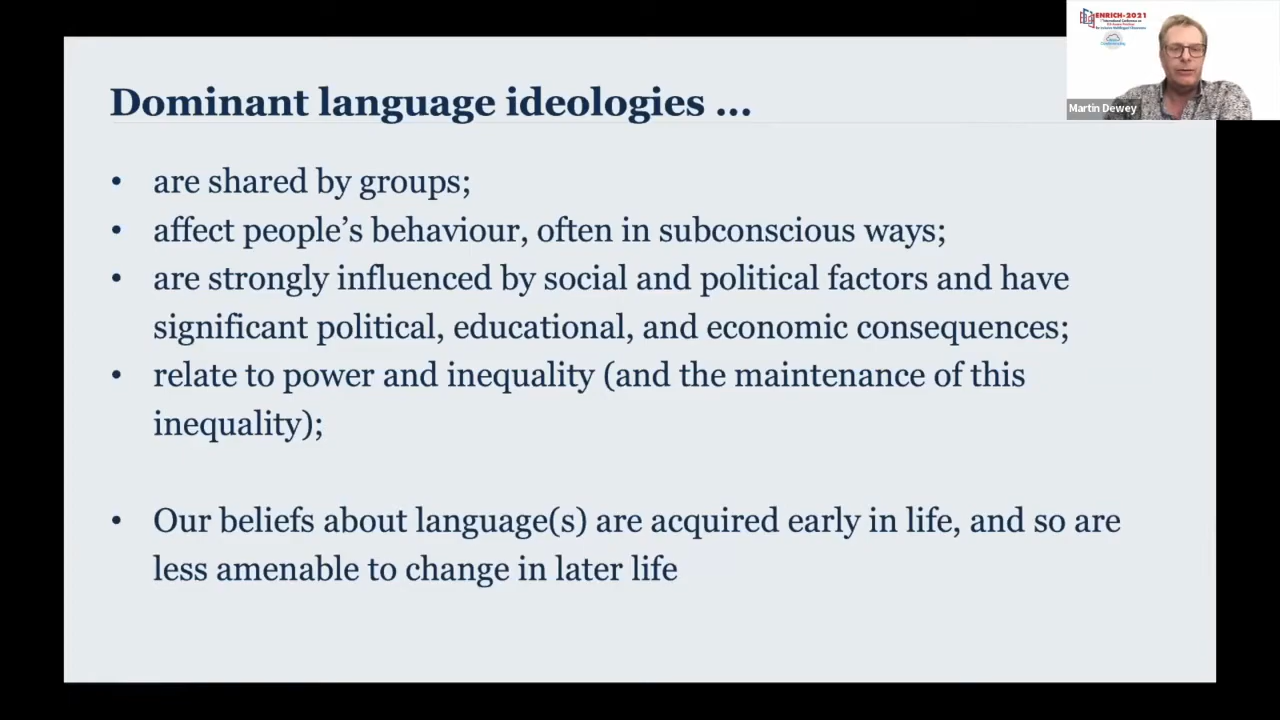 Dominant language ideologies ...
• are shared by groups;
• affect people’s behaviour, often in subconscious ways;
• are strongly influenced by social and political factors and have
significant political, educational, and economic consequences;
• relate to power and inequality (and the maintenance of this
inequality);
• Our beliefs about language(s) are acquired early in life, and so are
less amenable to change in later life
ENRICH-2021
Martin Dewey